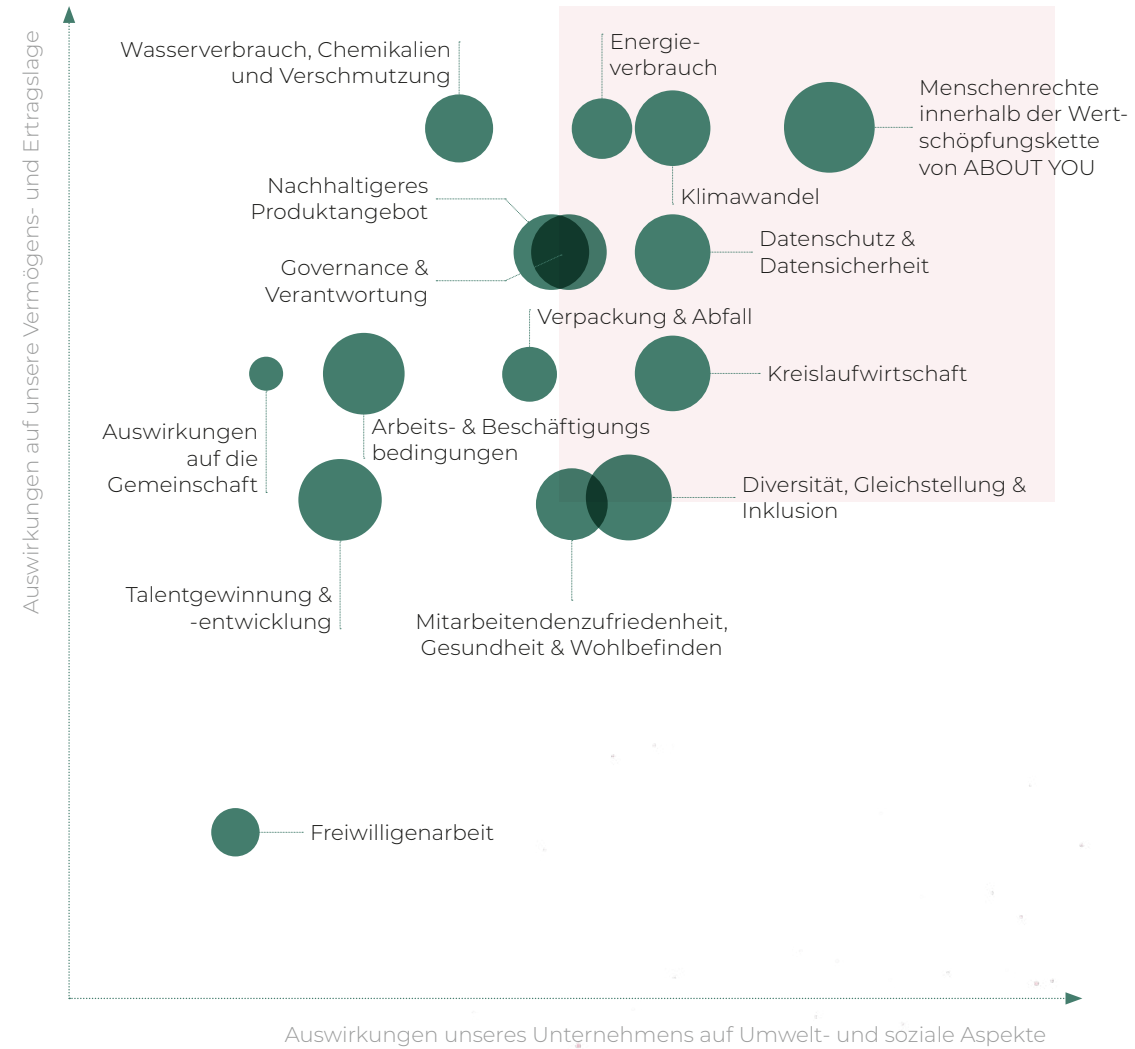 Auswirkungen auf unsere Vermögens- und Ertragslage
Wasserverbrauch, Chemikalien
und Verschmutzung
Energie-
verbrauch
Menschenrechte
innerhalb der Wert-
schöpfungskette
von ABOUT YOU
Nachhaltigeres
Produktangebot
Klimawandel
Governance &
Verantwortung
Datenschutz &
Datensicherheit
Verpackung & Abfall
Kreislaufwirtschaft
Auswirkungen
auf die
Gemeinschaft
Arbeits- & Beschäftigungs
bedingungen
Diversität, Gleichstellung &
Inklusion
Talentgewinnung &
-entwicklung
Mitarbeitendenzufriedenheit,
Gesundheit & Wohlbefinden
Freiwilligenarbeit
Auswirkungen unseres Unternehmens auf Umwelt- und soziale Aspekte